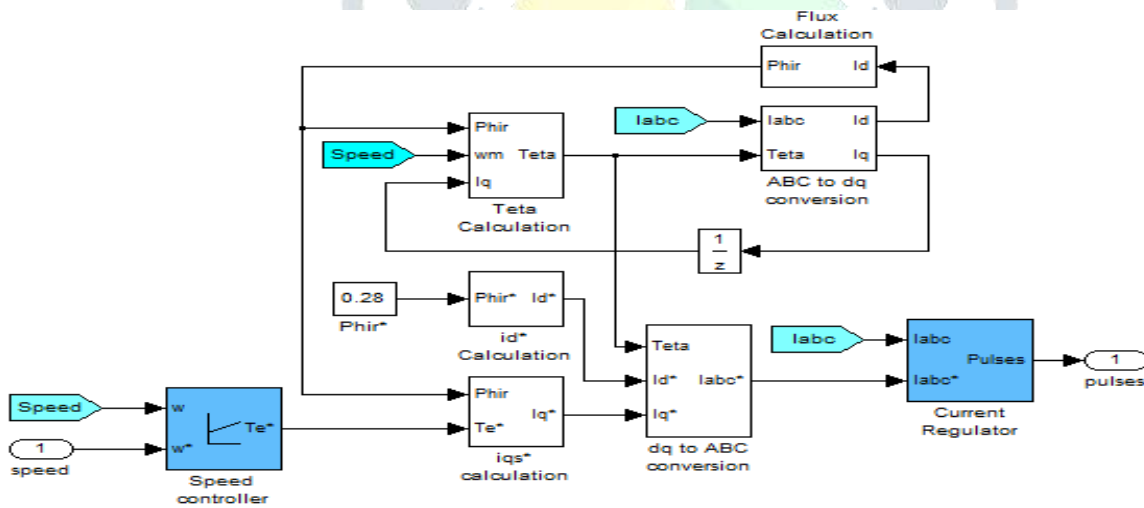 Flux
Calculation
Phir Id
Iabc
Iabc Id
Teta Iq
ABC to dq
conversion
Phir
Speed
wm Teta
Iq
Teta
Calculation
1
z
0.28
Phir*
Phir* Id*
id*
Calculation
Teta
Id* Iabc*
Iq*
dq to ABC
conversion
Iabc
Iabc
Pulses
Iabc*
Current
Regulator
1
pulses
Phir
Iq*
Te*
iqs*
calculation
Speed
w
Te*
w*
1
speed
Speed
controller